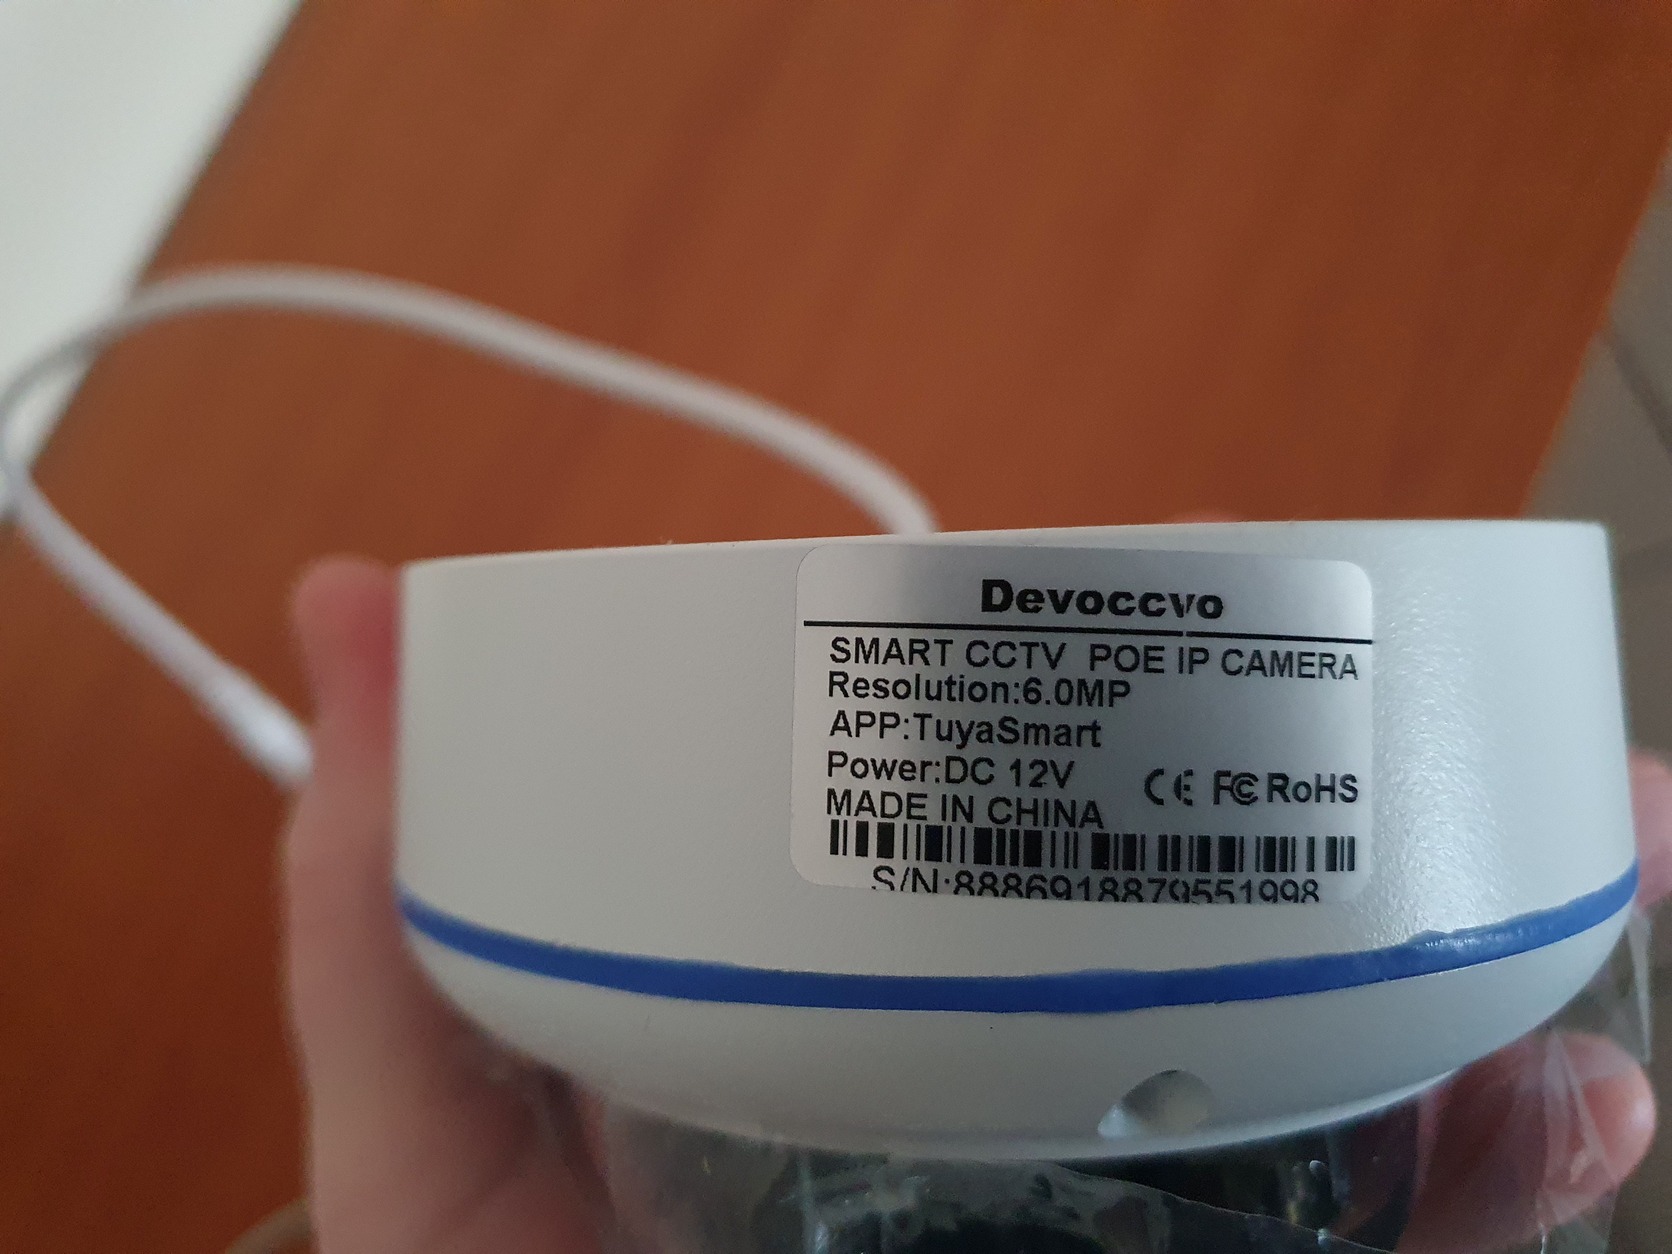 Devoccvo
SMART CCTV POE IP CAMERA
Resolution:6.0MP
APP:TuyaSmart
Power:DC 12V
CE FC RoHS
MADE IN CHINA
S/N:8886918879551998